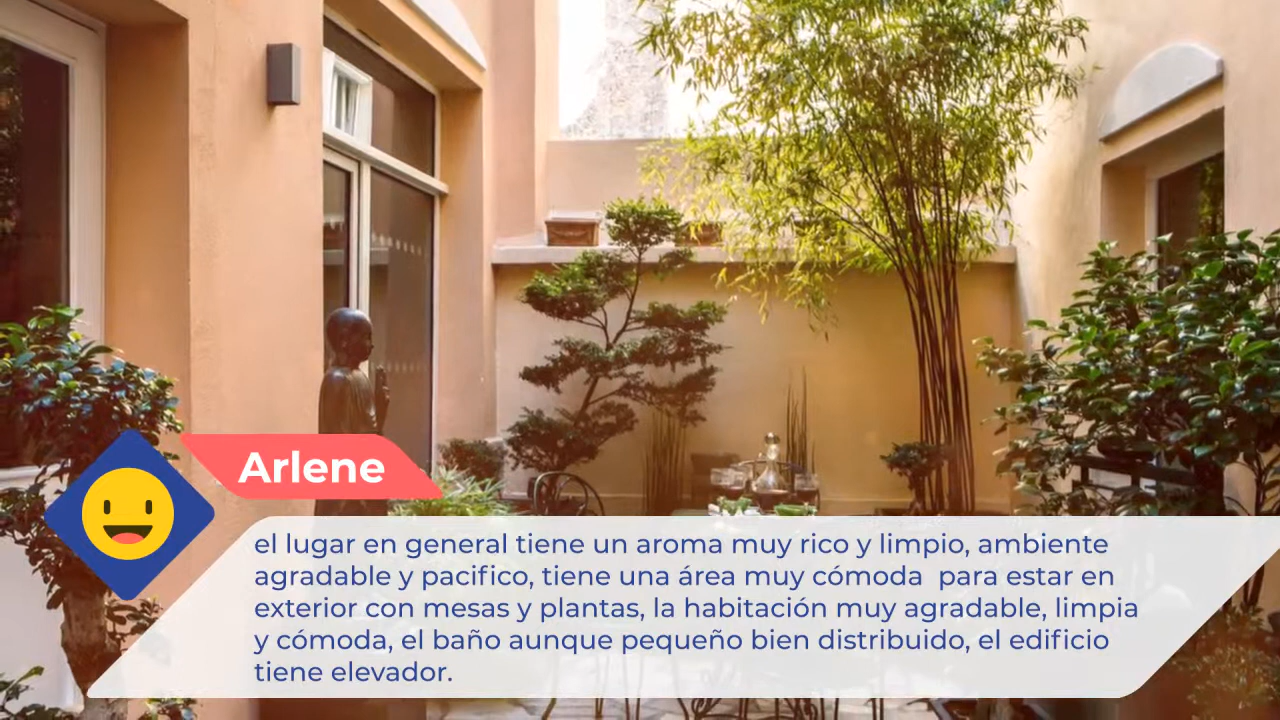 Arlene
el lugar en general tiene un aroma muy rico y limpio, ambiente
agradable y pacifico, tiene una área muy cómoda  para estar en
exterior con mesas y plantas, la habitación muy agradable, limpia
y cómoda, el baño aunque pequeño bien distribuido, el edificio
tiene elevador.